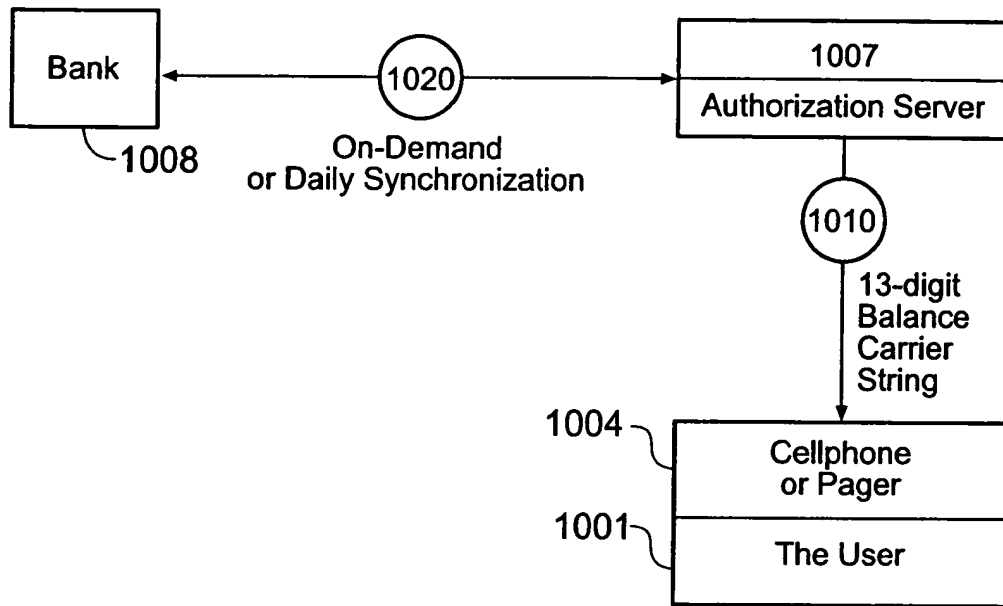 Bank
1020
1007
Authorization Server
1008
On-Demand
or Daily Synchronization
1010
13-digit
Balance
Carrier
String
1004
Cellphone
or Pager
1001
The User